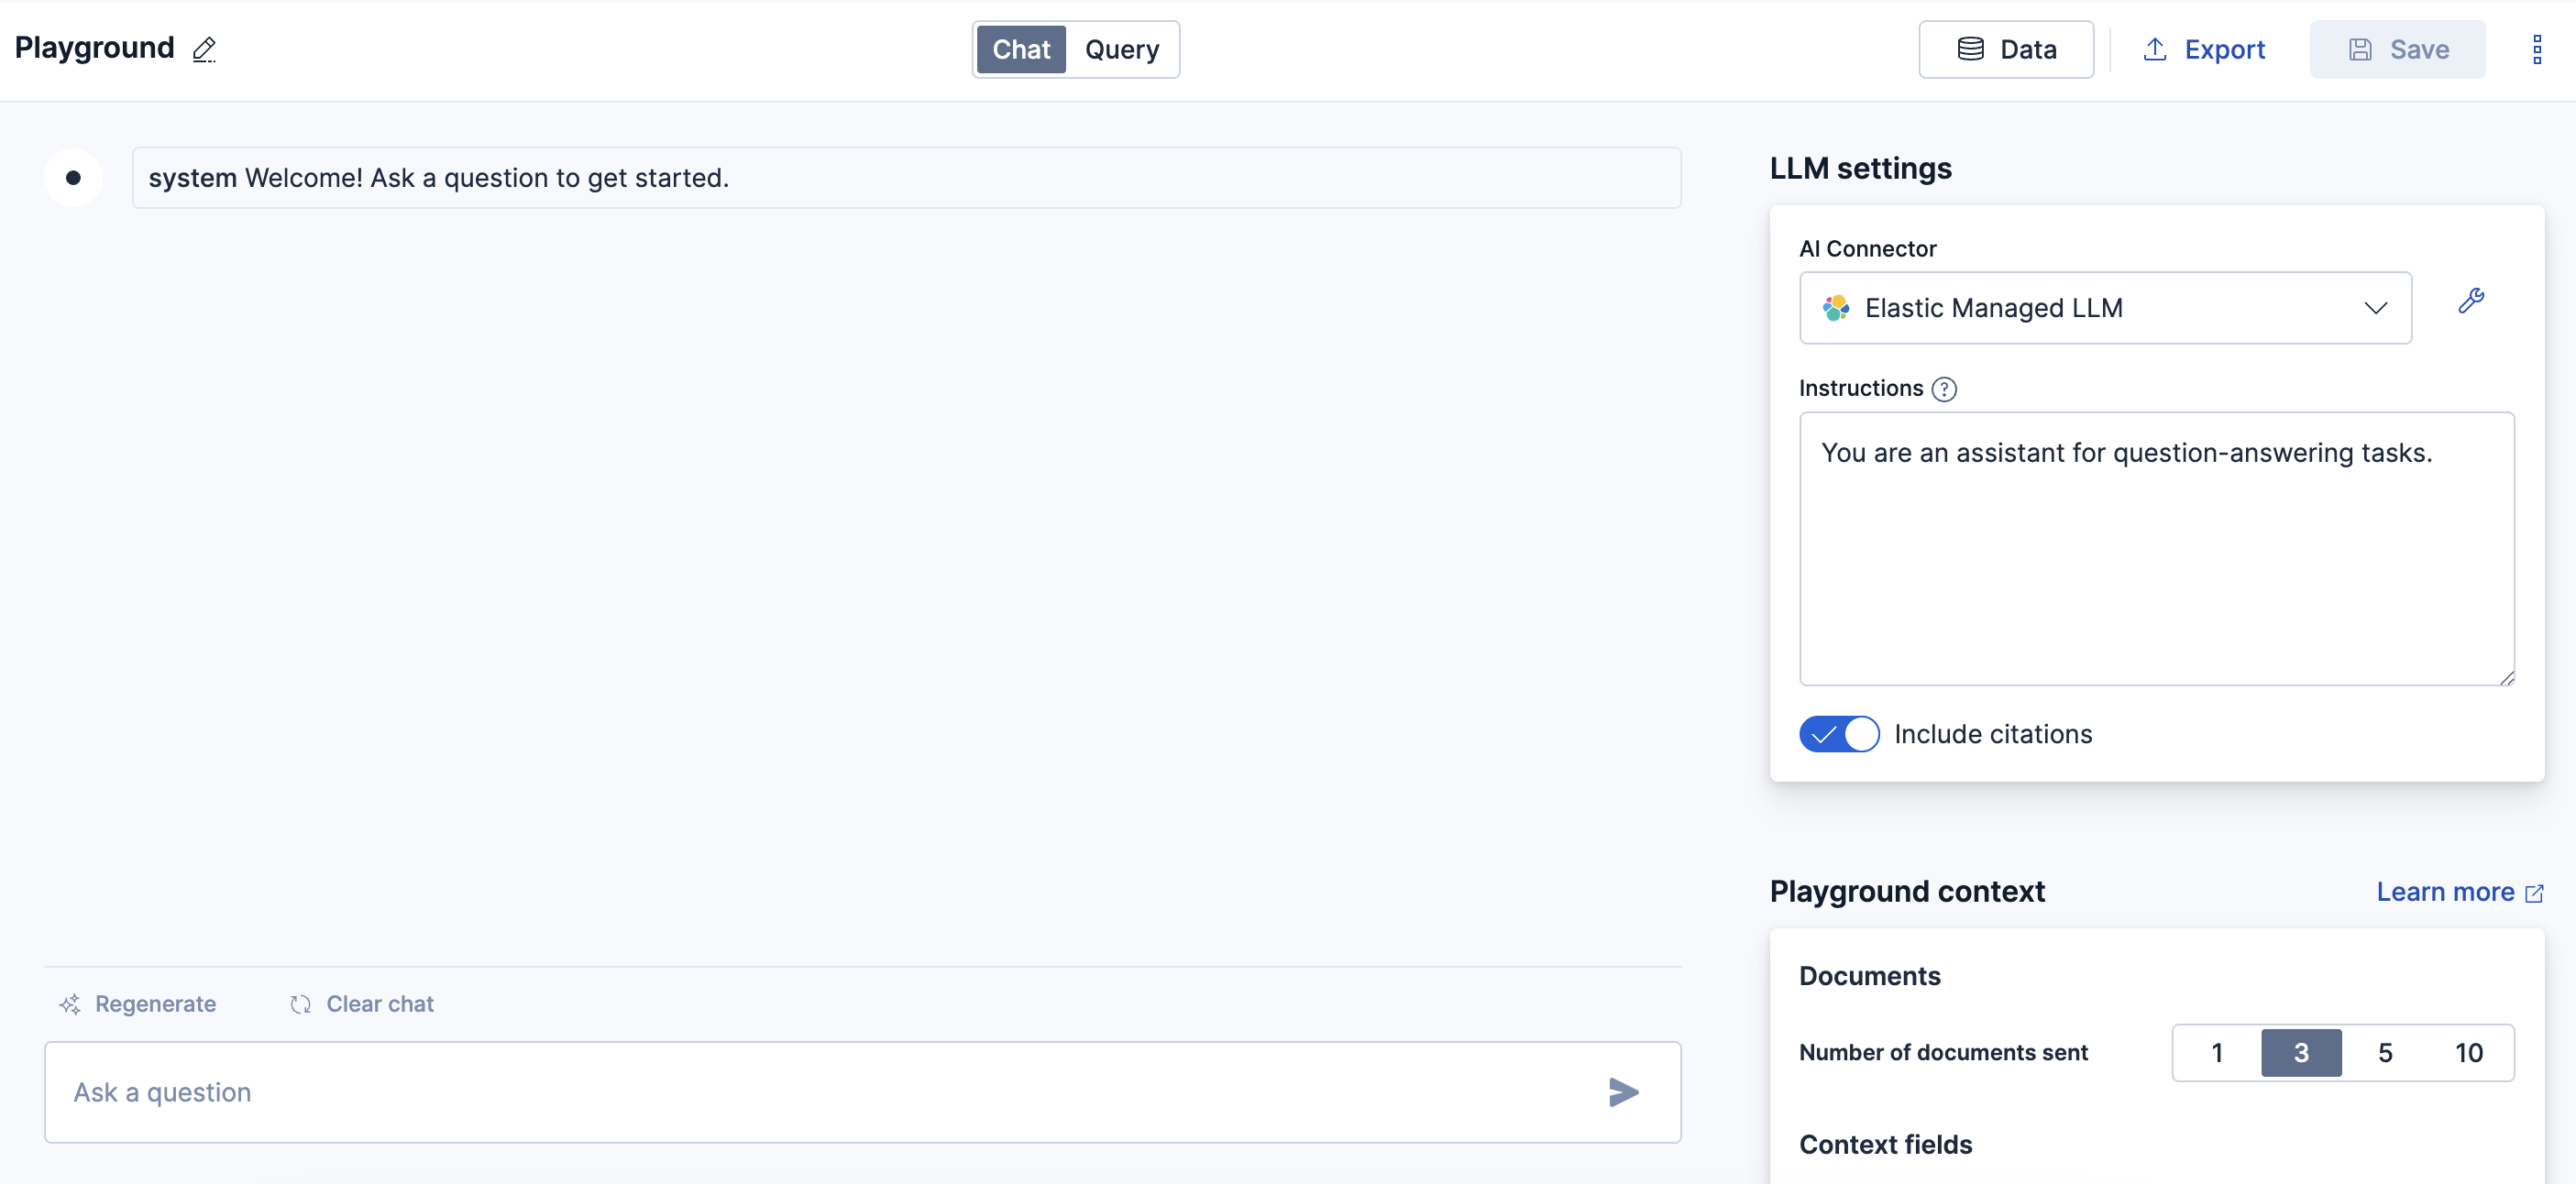 Playground
Chat Query
Data
Export
Save
system Welcome! Ask a question to get started.
LLM settings
AI Connector
Elastic Managed LLM
Instructions ?
You are an assistant for question-answering tasks.
Include citations
Playground context
Learn more
Documents
Number of documents sent
1 3 5 10
Context fields
Regenerate
Clear chat
Ask a question